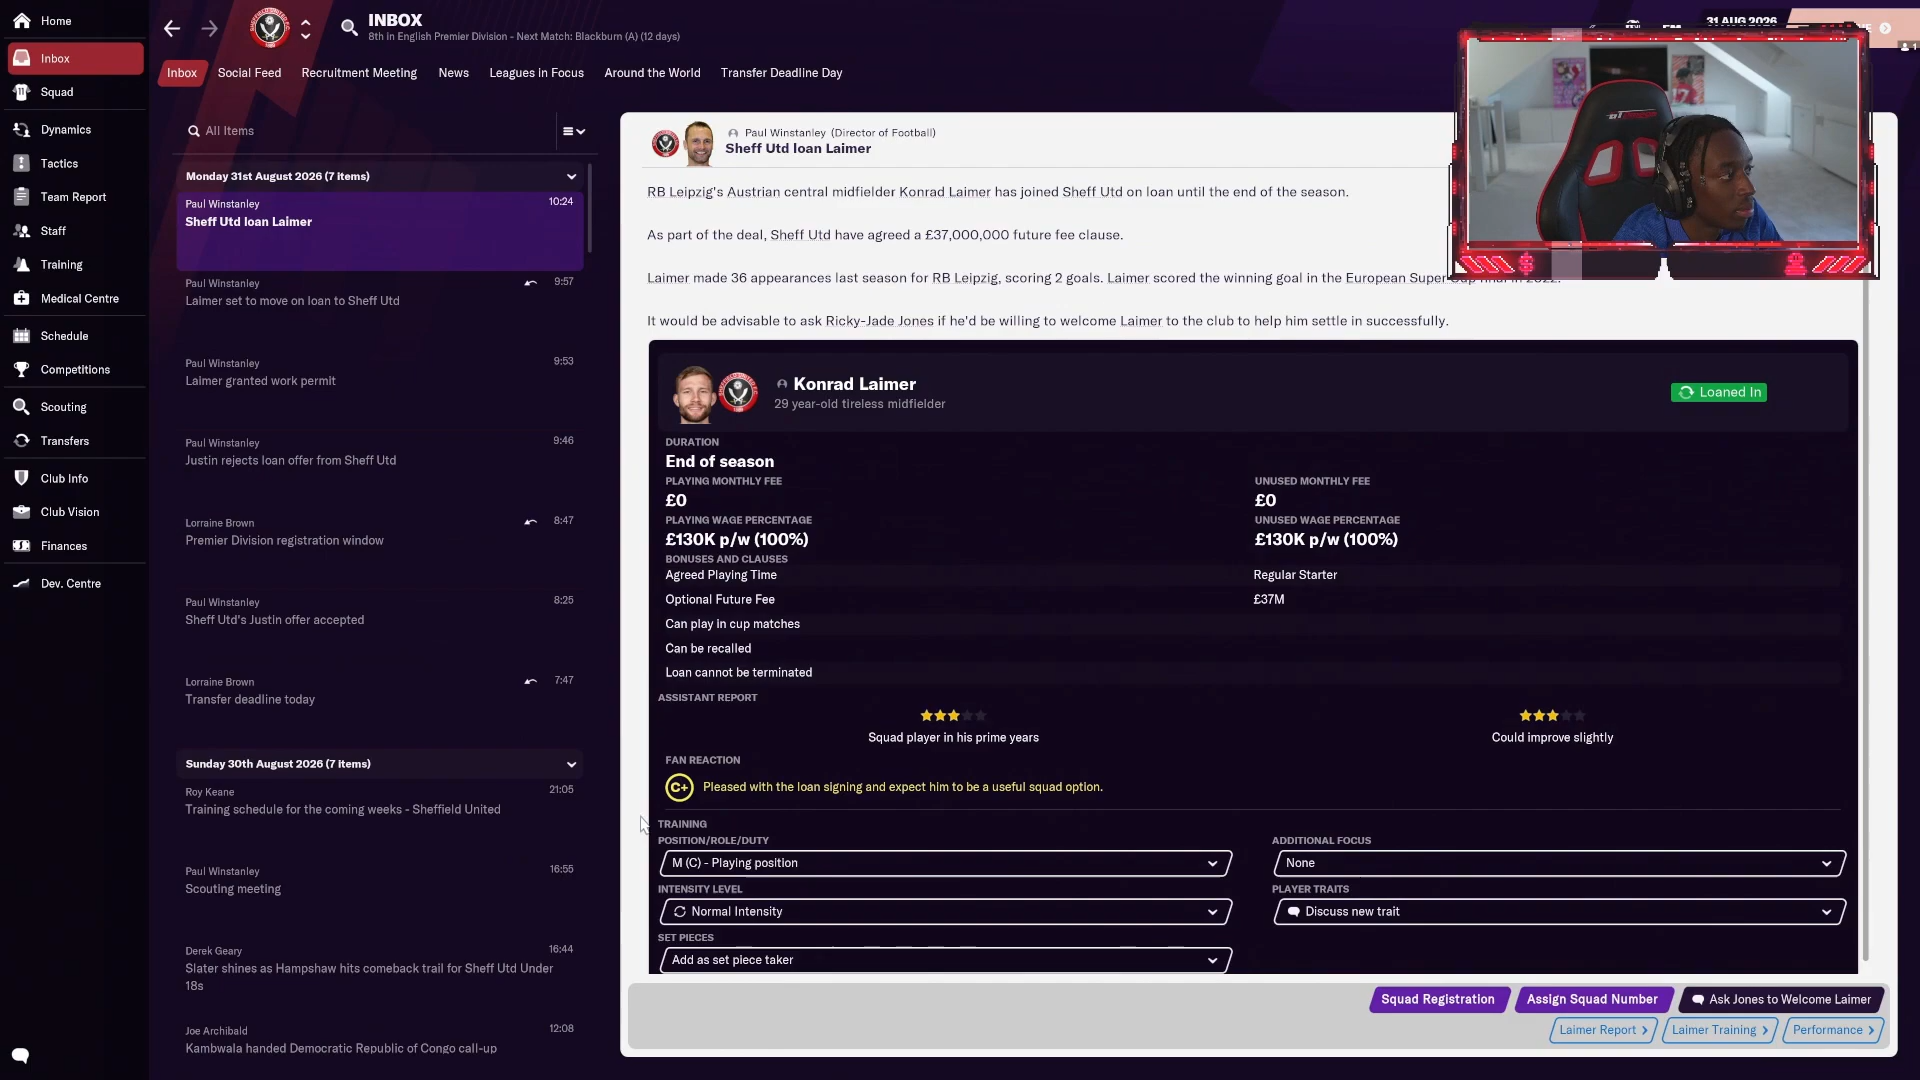 Home
Inbox
Squad
Dynamics
Tactics
Team Report
Staff
Training
Medical Centre
Schedule
Competitions
Scouting
Transfers
Club Info
Club Vision
Finances
Dev. Centre
INBOX
8th in English Premier Division - Next Match: Blackburn (A) (12 days)
31 AUG 2026
Inbox
Social Feed
Recruitment Meeting
News
Leagues in Focus
Around the World
Transfer Deadline Day
All Items
Monday 31st August 2026 (7 items)
Paul Winstanley 10:24
Sheff Utd loan Laimer
Paul Winstanley 9:57
Laimer set to move on loan to Sheff Utd
Paul Winstanley 9:53
Laimer granted work permit
Paul Winstanley 9:46
Justin rejects loan offer from Sheff Utd
Lorraine Brown 8:47
Premier Division registration window
Paul Winstanley 8:25
Sheff Utd's Justin offer accepted
Lorraine Brown 7:47
Transfer deadline today
Sunday 30th August 2026 (7 items)
Roy Keane 21:05
Training schedule for the coming weeks - Sheffield United
Paul Winstanley 16:55
Scouting meeting
Derek Geary 16:44
Slater shines as Hampshaw hits comeback trail for Sheff Utd Under
18s
Joe Archibald 12:08
Kambwala handed Democratic Republic of Congo call-up
Paul Winstanley (Director of Football)
Sheff Utd loan Laimer
RB Leipzig's Austrian central midfielder Konrad Laimer has joined Sheff Utd on loan until the end of the season.
As part of the deal, Sheff Utd have agreed a £37,000,000 future fee clause.
Laimer made 36 appearances last season for RB Leipzig, scoring 2 goals. Laimer scored the winning goal in the European Super Cup final in 2022.
It would be advisable to ask Ricky-Jade Jones if he'd be willing to welcome Laimer to the club to help him settle in successfully.
Konrad Laimer
29 year-old tireless midfielder
Loaned In
DURATION
End of season
PLAYING MONTHLY FEE UNUSED MONTHLY FEE
£0 £0
PLAYING WAGE PERCENTAGE UNUSED WAGE PERCENTAGE
£130K p/w (100%) £130K p/w (100%)
BONUSES AND CLAUSES
Agreed Playing Time Regular Starter
Optional Future Fee £37M
Can play in cup matches
Can be recalled
Loan cannot be terminated
ASSISTANT REPORT
Squad player in his prime years Could improve slightly
FAN REACTION
C+ Pleased with the loan signing and expect him to be a useful squad option.
TRAINING
POSITION/ROLE/DUTY ADDITIONAL FOCUS
M (C) - Playing position None
INTENSITY LEVEL PLAYER TRAITS
Normal Intensity Discuss new trait
SET PIECES
Add as set piece taker
Squad Registration Assign Squad Number Ask Jones to Welcome Laimer
Laimer Report Laimer Training Performance